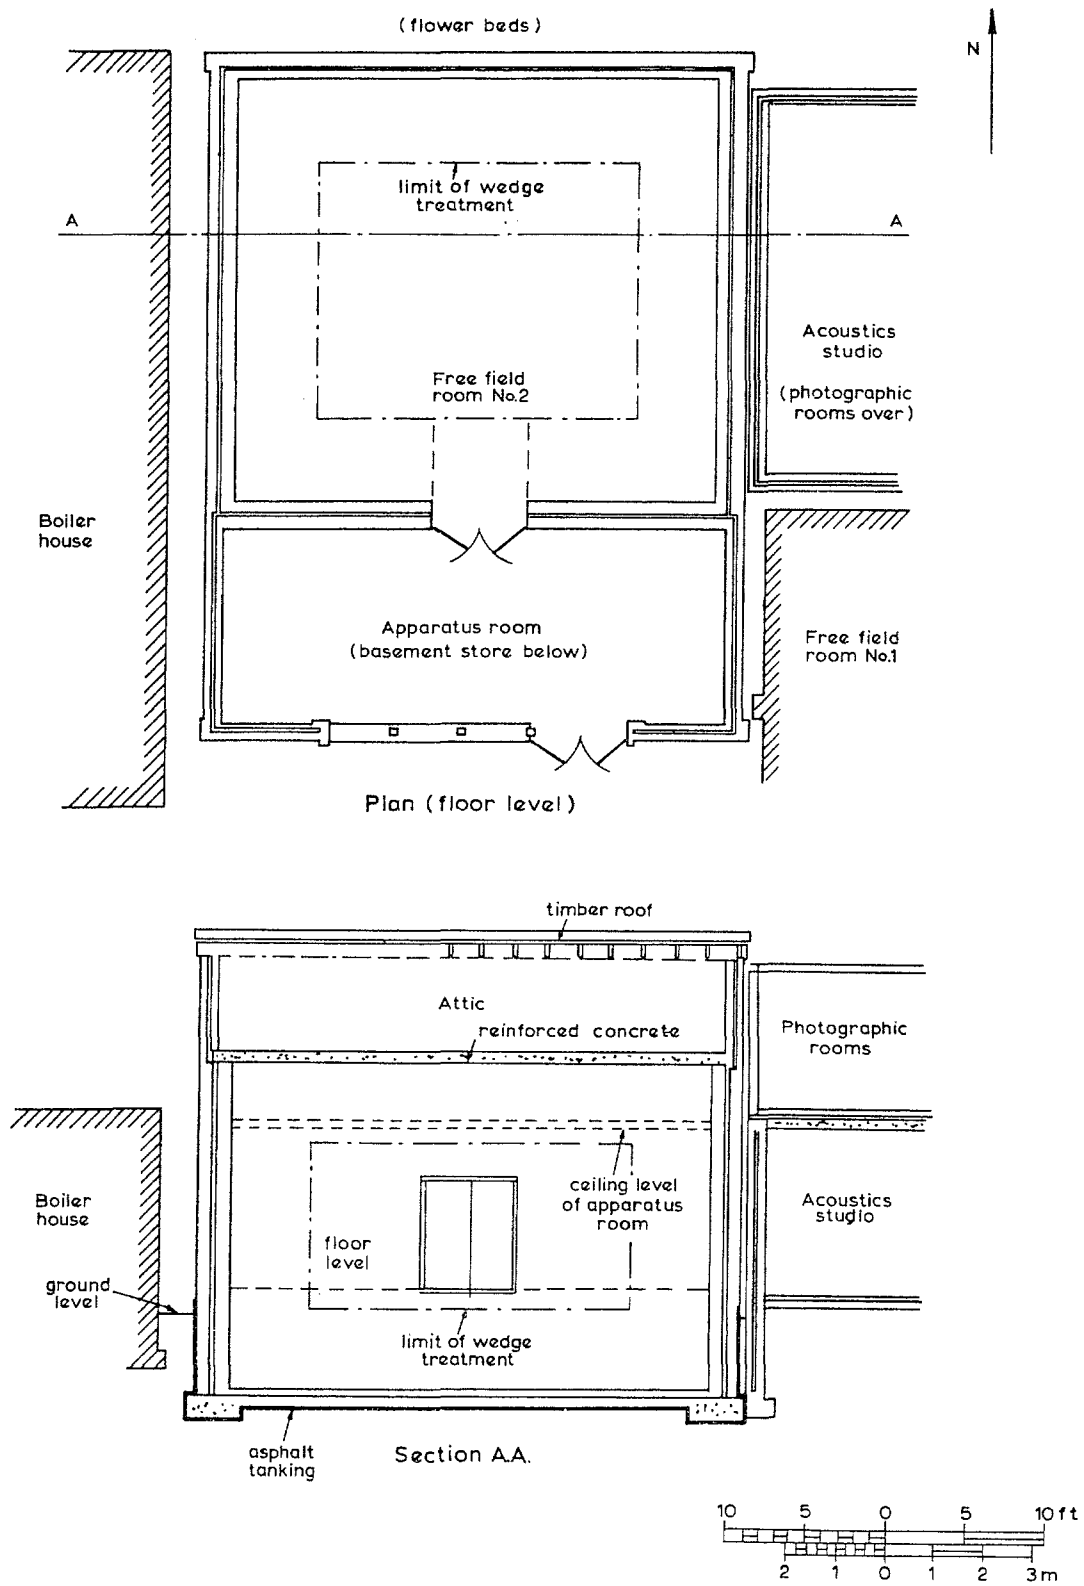 (flower beds)
N
limit of wedge
treatment
A
A
Acoustics
studio
(photographic
rooms over)
Free field
room No.2
Boiler
house
Apparatus room
(basement store below)
Free field
room No.1
Plan (floor level)
timber roof
Attic
reinforced concrete
Photographic
rooms
ceiling level
of apparatus
room
Boiler
house
Acoustics
studio
floor
level
ground
level
limit of wedge
treatment
asphalt
tanking
Section A.A.
10 5 0 5 10 ft
2 1 0 1 2 3 m